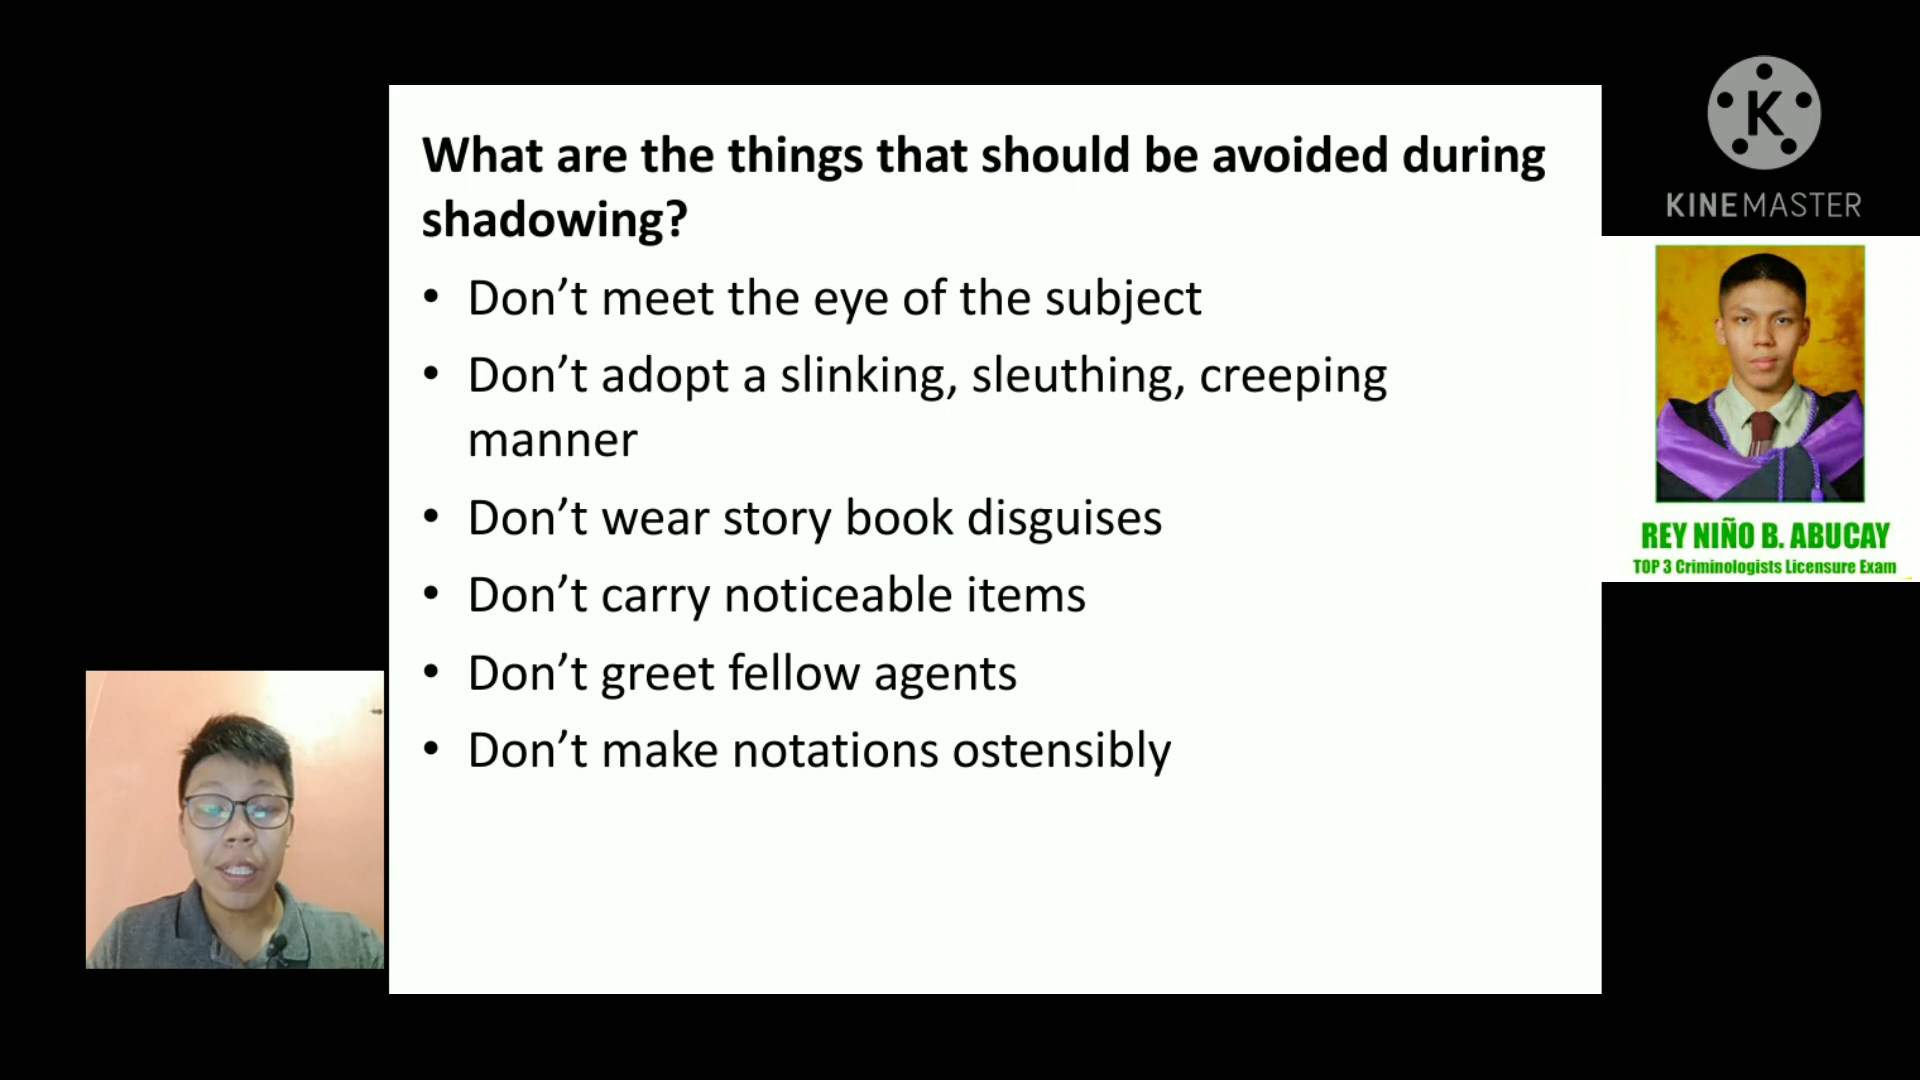 What are the things that should be avoided during
shadowing?
• Don’t meet the eye of the subject
• Don’t adopt a slinking, sleuthing, creeping
manner
• Don’t wear story book disguises
• Don’t carry noticeable items
• Don’t greet fellow agents
• Don’t make notations ostensibly
K
KINEMASTER
REY NIÑO B. ABUCAY
TOP 3 Criminologists Licensure Exam